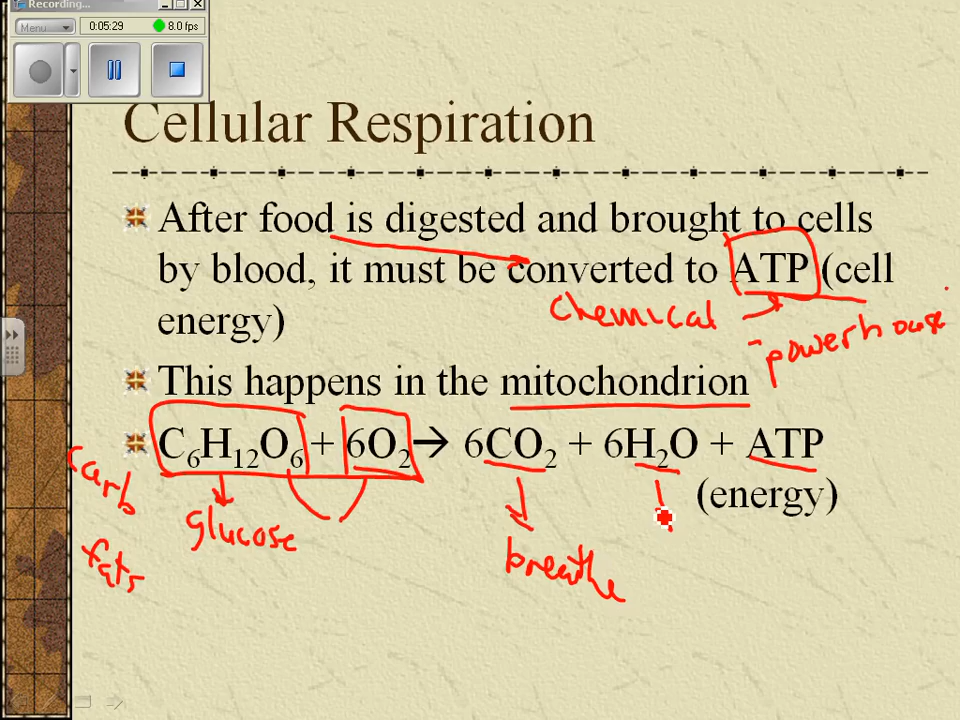 Recording...
Menu
0:05:29
8.0 fps
Cellular Respiration
After food is digested and brought to cells
by blood, it must be converted to ATP (cell
chemical
energy)
powerhouse
This happens in the mitochondrion
C₆H₁₂O₆ + 6O₂ → 6CO₂ + 6H₂O + ATP
carb
(energy)
glucose
breathe
fats